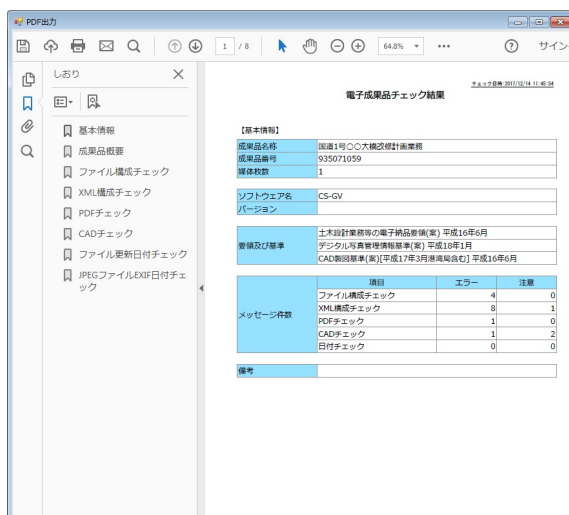 PDF出力
1 / 8
64.8%
サイン
しおり
基本情報
成果品概要
ファイル構成チェック
XML構成チェック
PDFチェック
CADチェック
ファイル更新日付チェック
JPEGファイルEXIF日付チェ
ック
チェック日時:2017/12/14 11:45:54
電子成果品チェック結果
【基本情報】
成果品名称 国道1号○○大橋改修計画業務
成果品番号 935071059
媒体枚数 1
ソフトウェア名 CS-GV
バージョン
要領及び基準
土木設計業務等の電子納品要領(案) 平成16年6月
デジタル写真管理情報基準(案) 平成18年1月
CAD製図基準(案)[平成17年3月港湾局含む] 平成16年6月
メッセージ件数
項目 エラー 注意
ファイル構成チェック 4 0
XML構成チェック 8 1
PDFチェック 1 0
CADチェック 1 2
日付チェック 0 0
備考